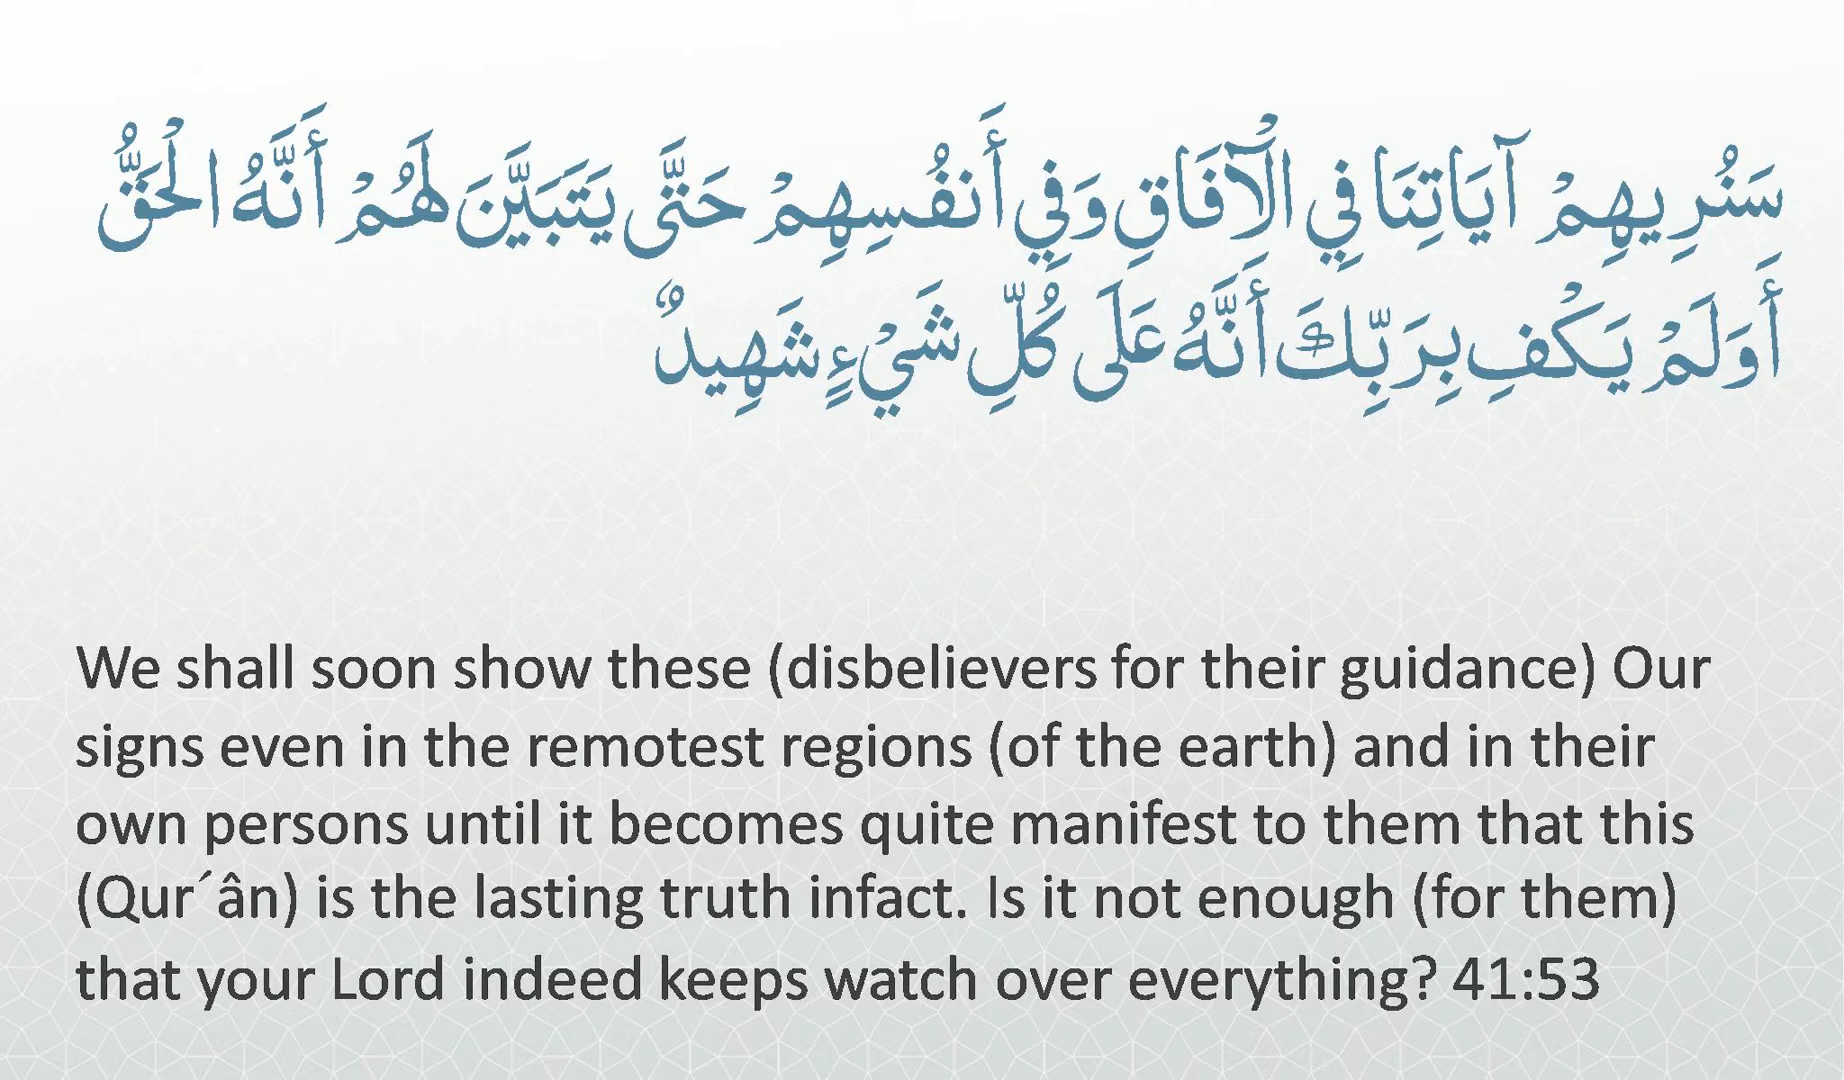 سَنُرِيهِمْ آيَاتِنَا فِي الْآفَاقِ وَفِي أَنفُسِهِمْ حَتَّى يَتَبَيَّنَ لَهُمْ أَنَّهُ الْحَقُّ
أَوَلَمْ يَكْفِ بِرَبِّكَ أَنَّهُ عَلَى كُلِّ شَيْءٍ شَهِيدٌ
We shall soon show these (disbelievers for their guidance) Our
signs even in the remotest regions (of the earth) and in their
own persons until it becomes quite manifest to them that this
(Qur´ân) is the lasting truth infact. Is it not enough (for them)
that your Lord indeed keeps watch over everything? 41:53